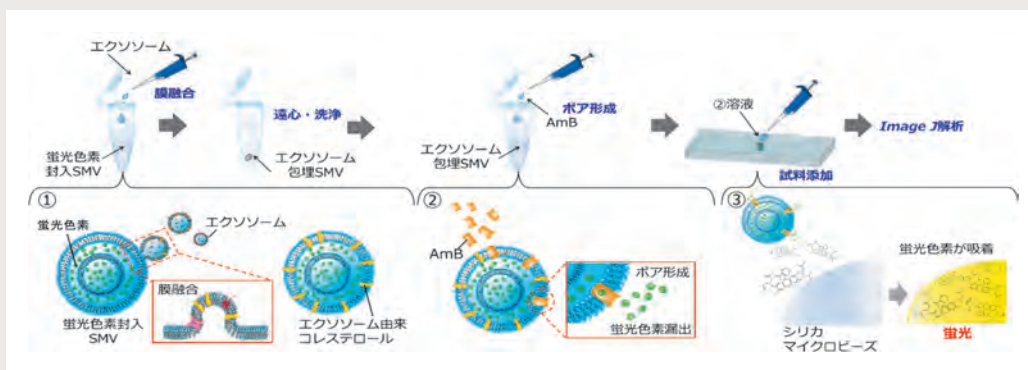 エクソソーム
膜融合
蛍光色素
封入SMV
遠心・洗浄
エクソソーム
包埋SMV
ポア形成
AmB
エクソソーム
包埋SMV
②溶液
試料添加
Image J解析
①
蛍光色素
エクソソーム
膜融合
蛍光色素封入
SMV
エクソソーム由来
コレステロール
②
AmB
ポア形成
蛍光色素漏出
③
シリカ
マイクロビーズ
蛍光色素が吸着
蛍光